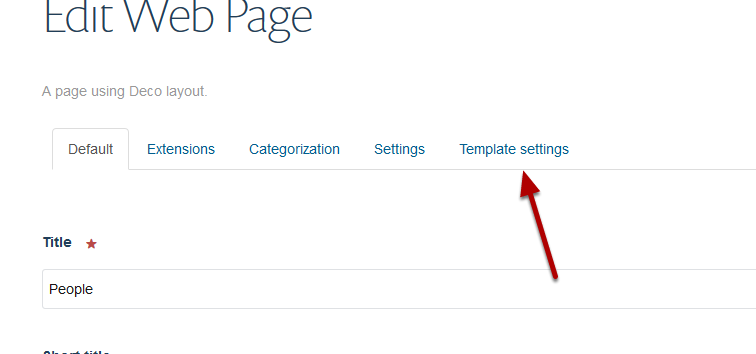 Edit Web Page
A page using Deco layout.
Default Extensions Categorization Settings Template settings
Title
People
Short title